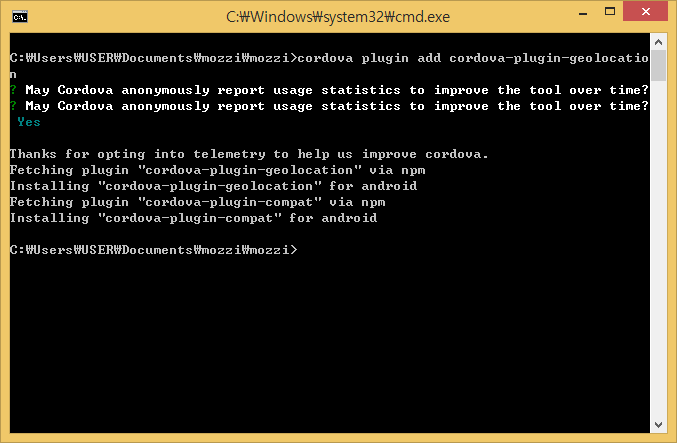 C:₩Windows₩system32₩cmd.exe
C:₩Users₩USER₩Documents₩mozzi₩mozzi>cordova plugin add cordova-plugin-geolocatio
n
? May Cordova anonymously report usage statistics to improve the tool over time?
? May Cordova anonymously report usage statistics to improve the tool over time?
Yes
Thanks for opting into telemetry to help us improve cordova.
Fetching plugin "cordova-plugin-geolocation" via npm
Installing "cordova-plugin-geolocation" for android
Fetching plugin "cordova-plugin-compat" via npm
Installing "cordova-plugin-compat" for android
C:₩Users₩USER₩Documents₩mozzi₩mozzi>